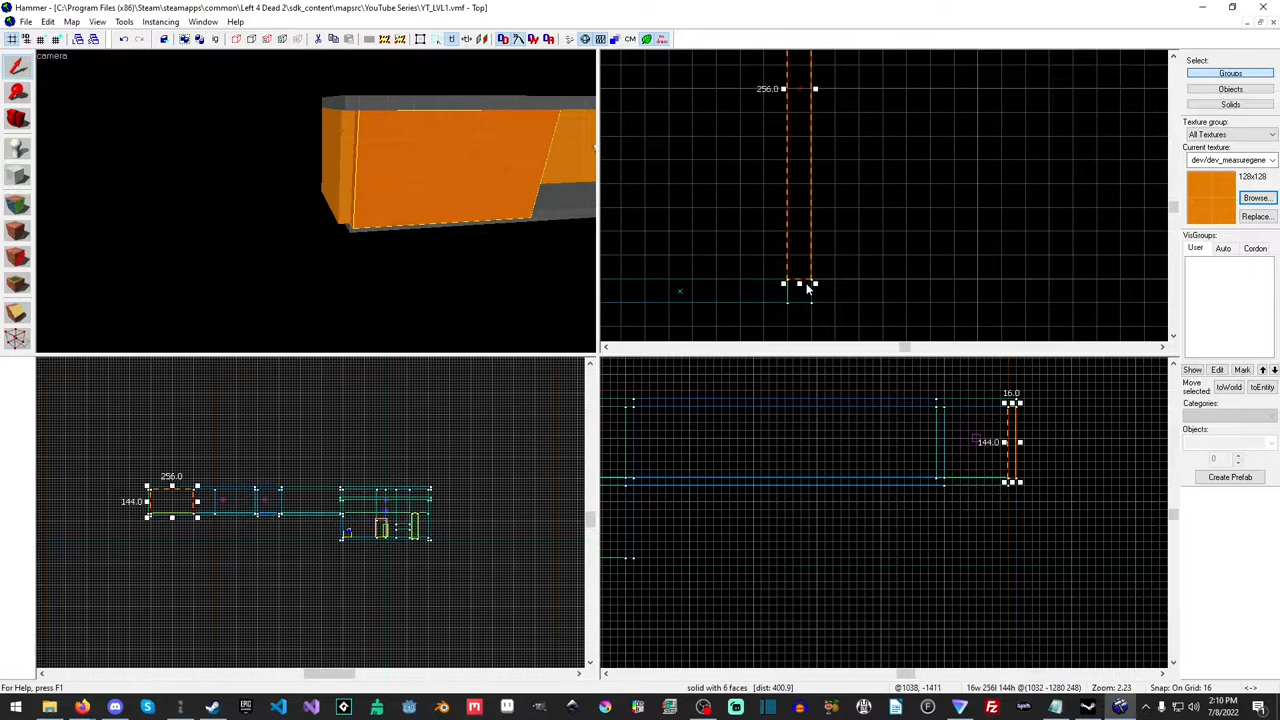 Hammer - [C:\Program Files (x86)\Steam\steamapps\common\Left 4 Dead 2\sdk_content\mapsrc\YouTube Series\YT_LVL1.vmf - Top]
File Edit Map View Tools Instancing Window Help
CM
camera
256.0
256.0
144.0
16.0
144.0
Select:
Groups
Objects
Solids
Texture group:
All Textures
Current texture:
dev/dev_measuregene
128x128
Browse...
Replace...
VisGroups:
User Auto Cordon
Show Edit Mark
Move selected: toWorld toEntity
Categories:
Objects:
0
Create Prefab
For Help, press F1
solid with 6 faces [dist: 400.9]
@1038, -1411
16w 256l 144h @(1032 -1280 248)
Zoom: 2.23
Snap: On Grid: 16
<->
2:10 PM
7/8/2022